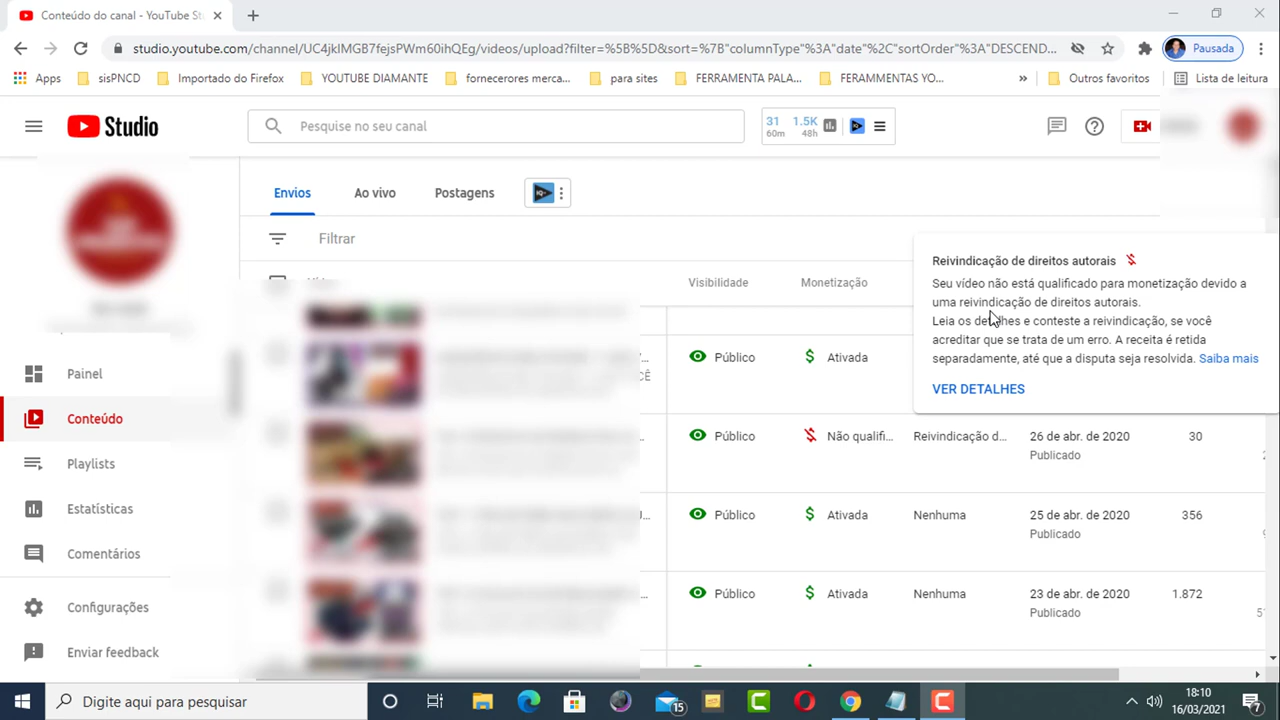 Conteúdo do canal - YouTube St
studio.youtube.com/channel/UC4jkIMGB7fejsPWm60ihQEg/videos/upload?filter=%5B%5D&sort=%7B"columnType"%3A"date"%2C"sortOrder"%3A"DESCEND...
Pausada
Apps
sisPNCD
Importado do Firefox
YOUTUBE DIAMANTE
fornecerores merca...
para sites
FERRAMENTA PALA...
FERAMMENTAS YO...
»
Outros favoritos
Lista de leitura
Studio
Pesquise no seu canal
31 1.5K
60m 48h
Envios
Ao vivo
Postagens
IQ
Filtrar
Visibilidade
Monetização
Reivindicação de direitos autorais
Seu vídeo não está qualificado para monetização devido a
uma reivindicação de direitos autorais.
Leia os detalhes e conteste a reivindicação, se você
acreditar que se trata de um erro. A receita é retida
separadamente, até que a disputa seja resolvida. Saiba mais
VER DETALHES
Público
Ativada
Público
Não qualifi...
Reivindicação d...
26 de abr. de 2020
Publicado
30
Público
Ativada
Nenhuma
25 de abr. de 2020
Publicado
356
Público
Ativada
Nenhuma
23 de abr. de 2020
Publicado
1.872
Painel
Conteúdo
Playlists
Estatísticas
Comentários
Configurações
Enviar feedback
Digite aqui para pesquisar
15
18:10
16/03/2021
7